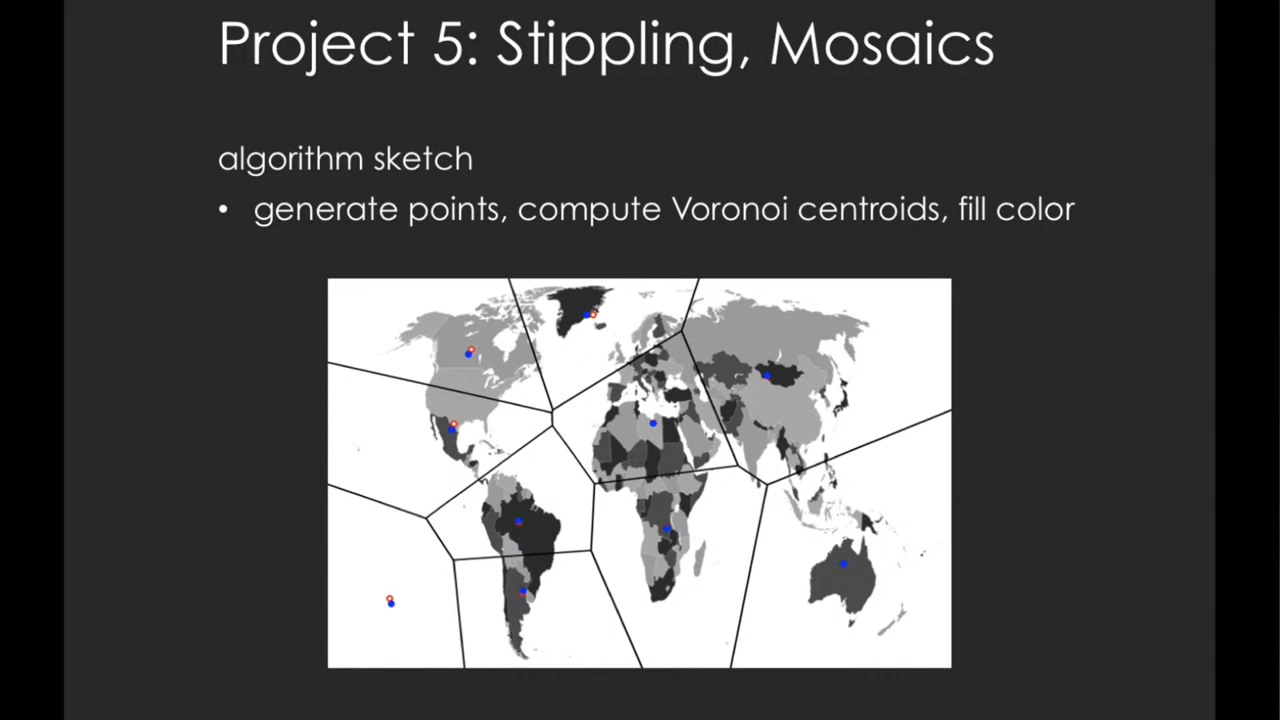 Project 5: Stippling, Mosaics
algorithm sketch
• generate points, compute Voronoi centroids, fill color